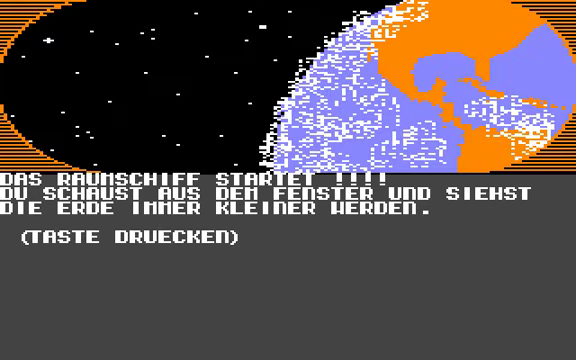 DAS RAUMSCHIFF STARTET !!!!
DU SCHAUST AUS DEM FENSTER UND SIEHST
DIE ERDE IMMER KLEINER WERDEN.
(TASTE DRUECKEN)